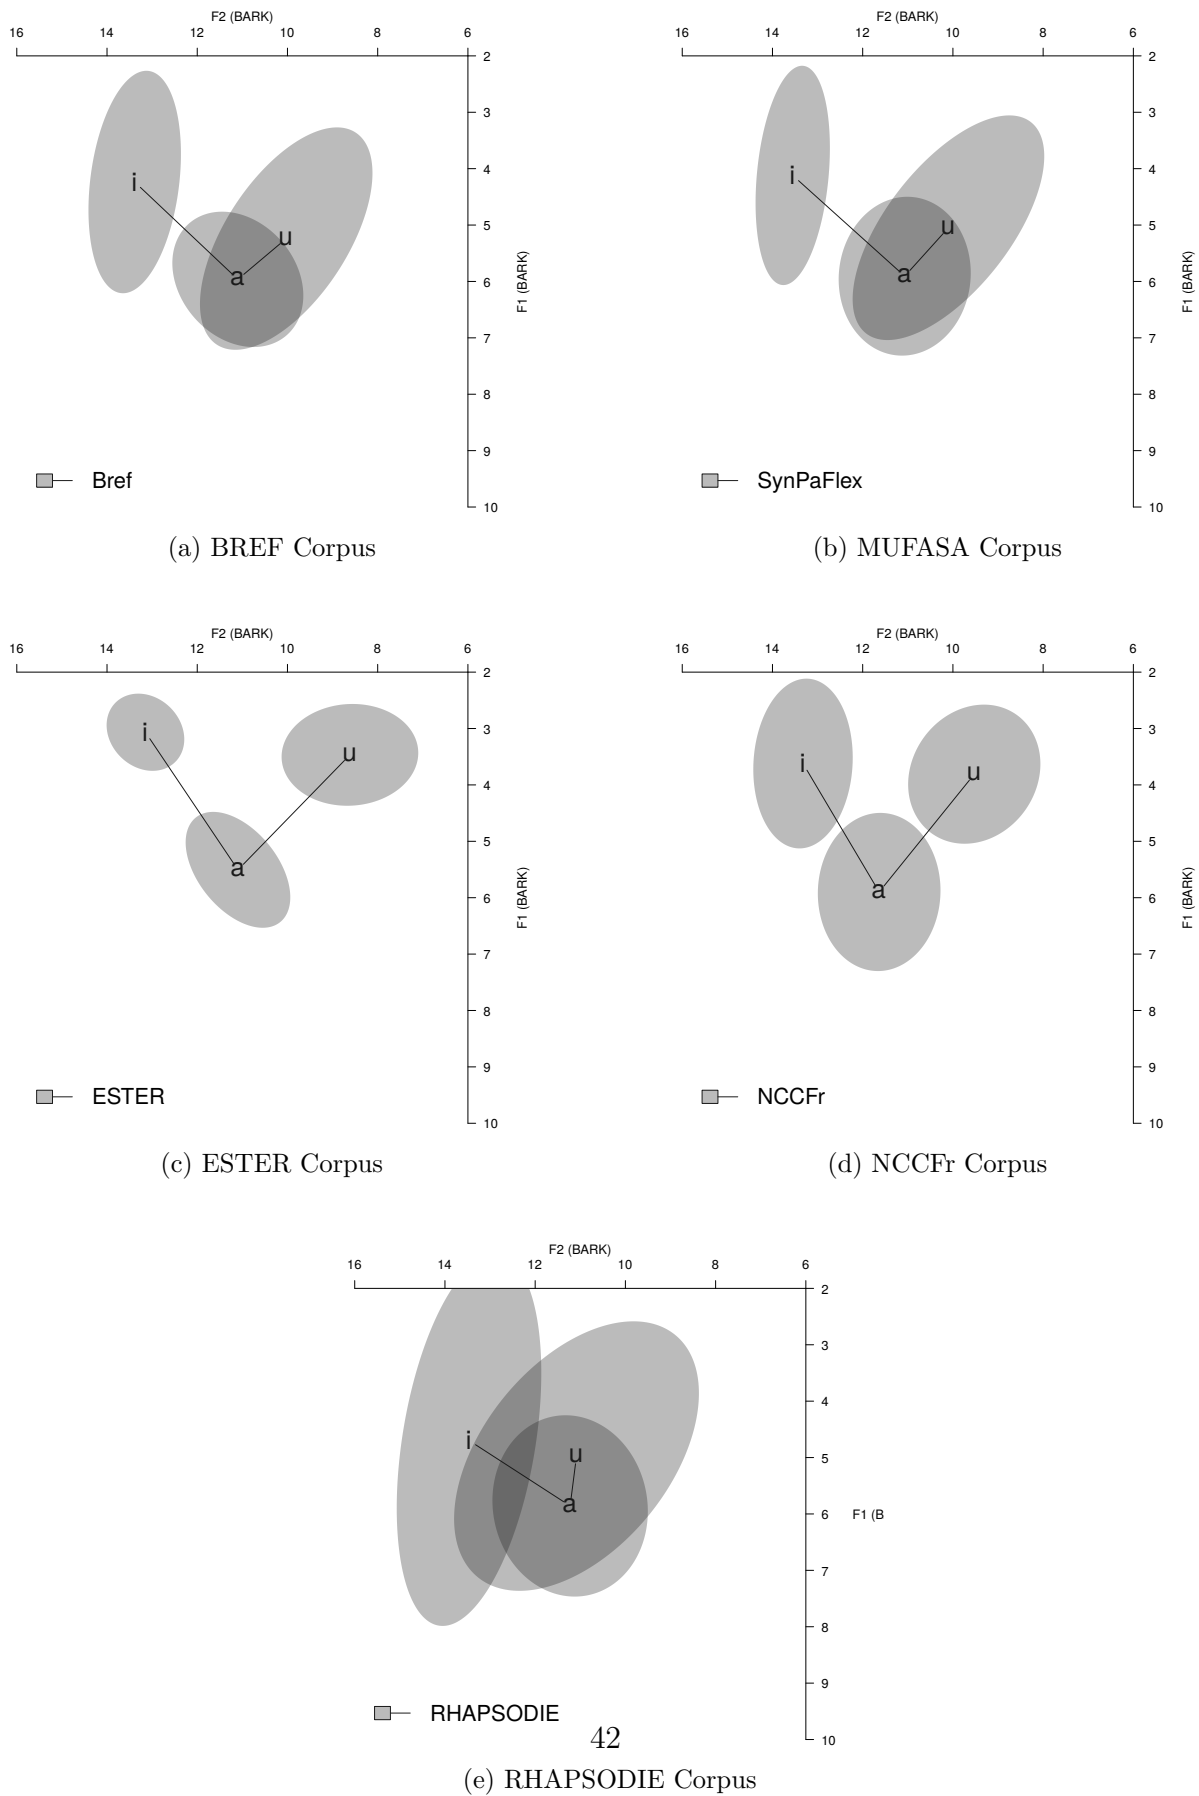 F2 (BARK)
16 14 12 10 8 6
2
3
4
5
6
7
8
9
10
F1 (BARK)
i
u
a
Bref
(a) BREF Corpus
F2 (BARK)
16 14 12 10 8 6
2
3
4
5
6
7
8
9
10
F1 (BARK)
i
u
a
SynPaFlex
(b) MUFASA Corpus
F2 (BARK)
16 14 12 10 8 6
2
3
4
5
6
7
8
9
10
F1 (BARK)
i
u
a
ESTER
(c) ESTER Corpus
F2 (BARK)
16 14 12 10 8 6
2
3
4
5
6
7
8
9
10
F1 (BARK)
i
u
a
NCCFr
(d) NCCFr Corpus
F2 (BARK)
16 14 12 10 8 6
2
3
4
5
6
7
8
9
10
F1 (B
i
u
a
RHAPSODIE
42
(e) RHAPSODIE Corpus